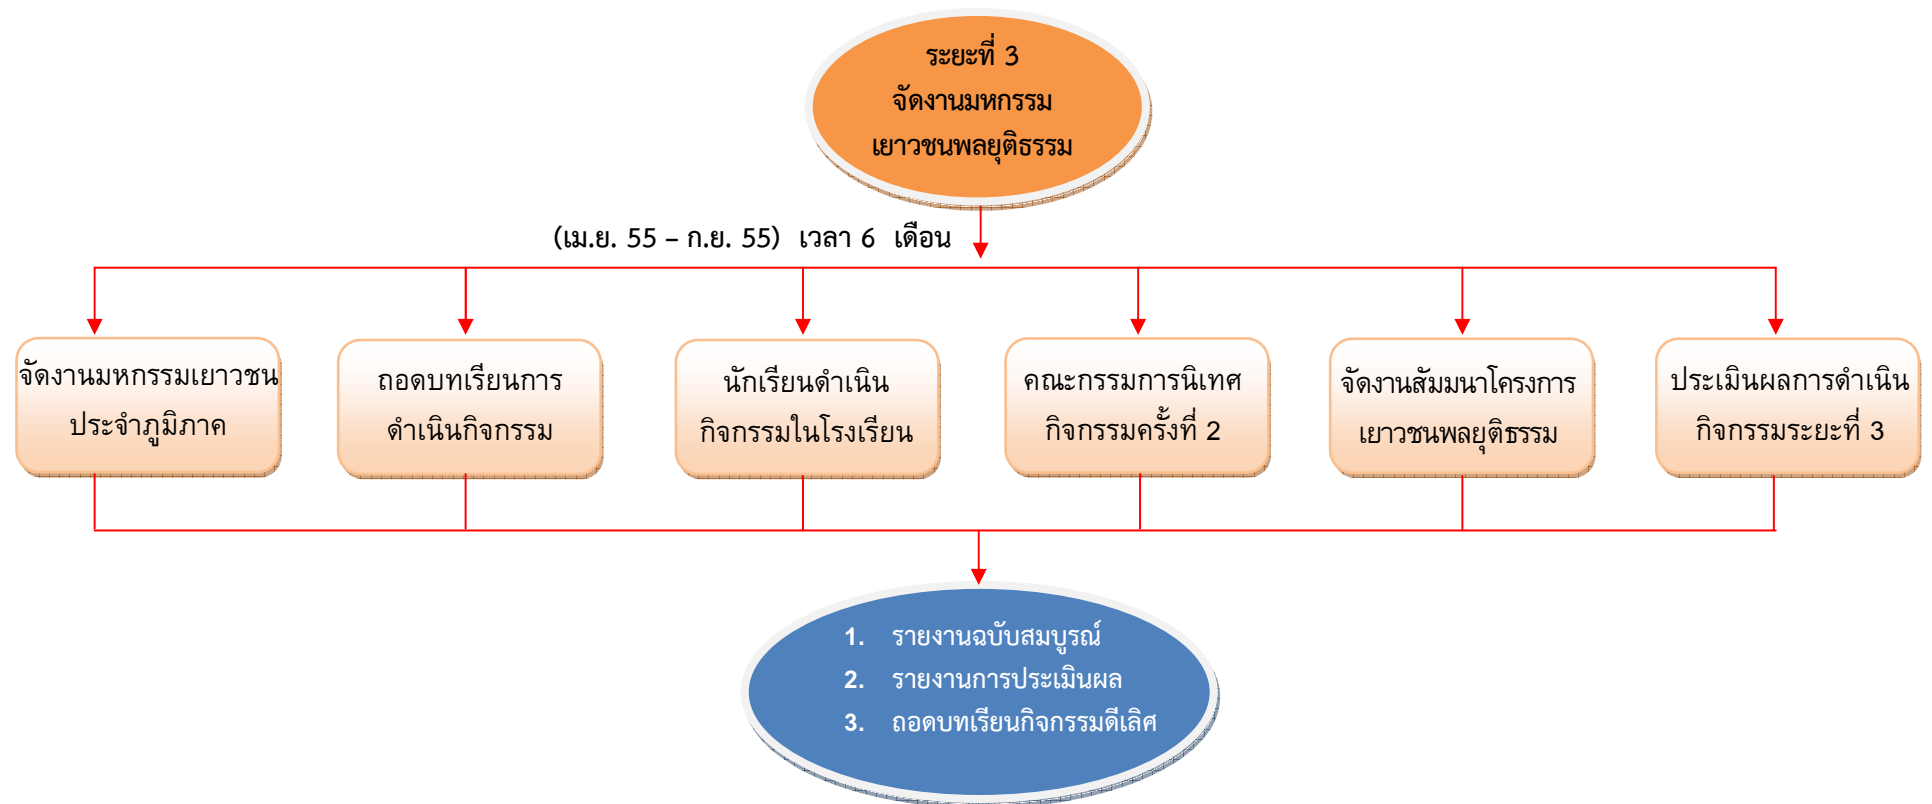 ระยะที่ 3
จัดงานมหกรรม
เยาวชนพลยุติธรรม
(เม.ย. 55 – ก.ย. 55) เวลา 6 เดือน
จัดงานมหกรรมเยาวชน
ประจำภูมิภาค
ถอดบทเรียนการ
ดำเนินกิจกรรม
นักเรียนดำเนิน
กิจกรรมในโรงเรียน
คณะกรรมการนิเทศ
กิจกรรมครั้งที่ 2
จัดงานสัมมนาโครงการ
เยาวชนพลยุติธรรม
ประเมินผลการดำเนิน
กิจกรรมระยะที่ 3
1. รายงานฉบับสมบูรณ์
2. รายงานการประเมินผล
3. ถอดบทเรียนกิจกรรมดีเลิศ